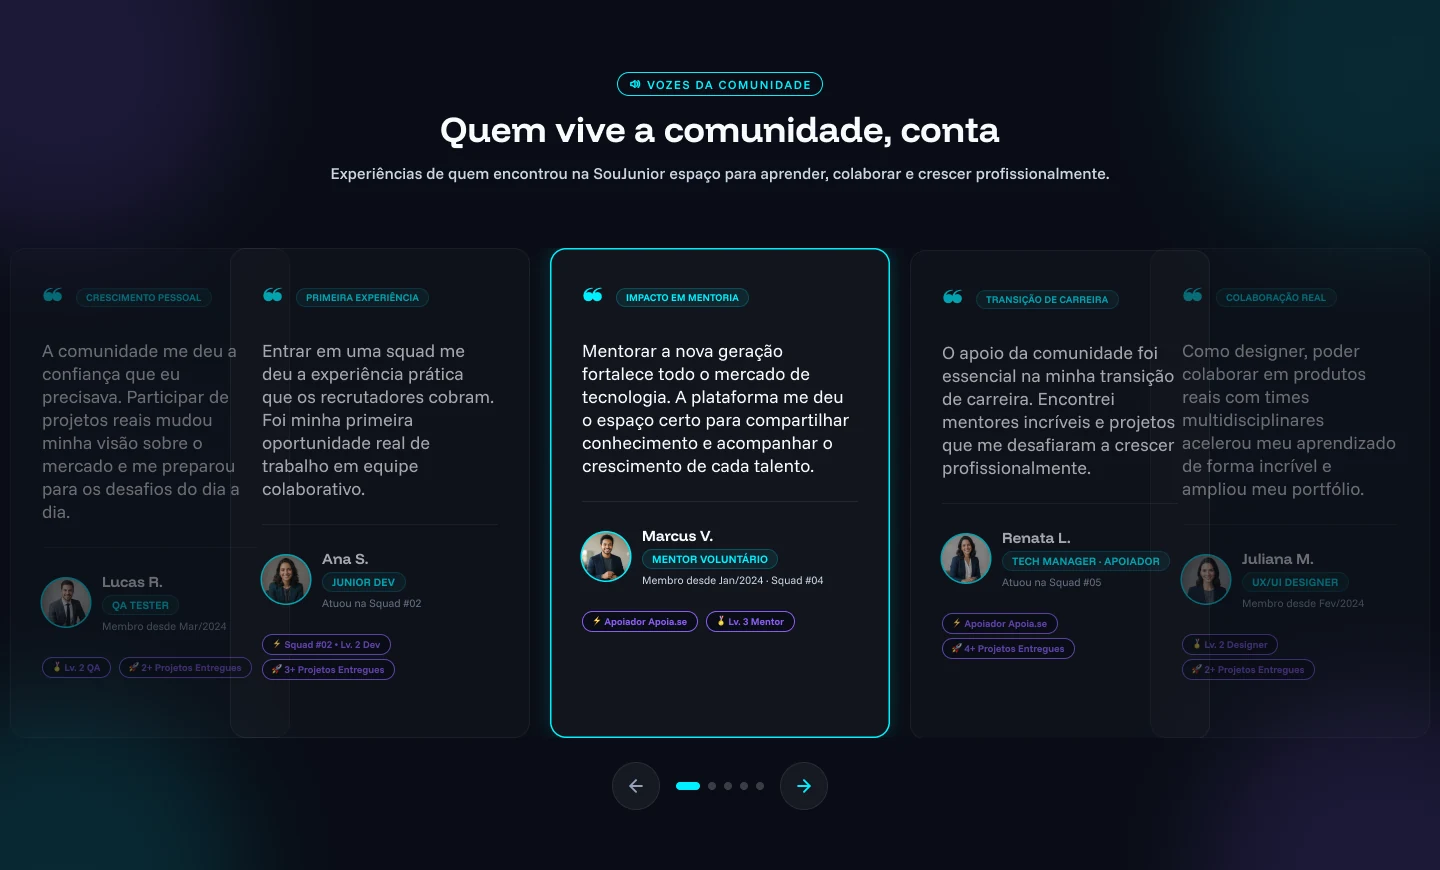 VOZES DA COMUNIDADE
Quem vive a comunidade, conta
Experiências de quem encontrou na SouJunior espaço para aprender, colaborar e crescer profissionalmente.
❝ CRESCIMENTO PESSOAL
A comunidade me deu a
confiança que eu
precisava. Participar de
projetos reais mudou
minha visão sobre o
mercado e me preparou
para os desafios do dia a
dia.
Lucas R.
QA TESTER
Membro desde Mar/2024
🏅 Lv. 2 QA
🚀 2+ Projetos Entregues
❝ PRIMEIRA EXPERIÊNCIA
Entrar em uma squad me
deu a experiência prática
que os recrutadores cobram.
Foi minha primeira
oportunidade real de
trabalho em equipe
colaborativo.
Ana S.
JUNIOR DEV
Atuou na Squad #02
⚡ Squad #02 • Lv. 2 Dev
🚀 3+ Projetos Entregues
❝ IMPACTO EM MENTORIA
Mentorar a nova geração
fortalece todo o mercado de
tecnologia. A plataforma me deu
o espaço certo para compartilhar
conhecimento e acompanhar o
crescimento de cada talento.
Marcus V.
MENTOR VOLUNTÁRIO
Membro desde Jan/2024 · Squad #04
⚡ Apoiador Apoia.se
🏅 Lv. 3 Mentor
❝ TRANSIÇÃO DE CARREIRA
O apoio da comunidade foi
essencial na minha transição
de carreira. Encontrei
mentores incríveis e projetos
que me desafiaram a crescer
profissionalmente.
Renata L.
TECH MANAGER · APOIADOR
Atuou na Squad #05
⚡ Apoiador Apoia.se
🚀 4+ Projetos Entregues
❝ COLABORAÇÃO REAL
Como designer, poder
colaborar em produtos
reais com times
multidisciplinares
acelerou meu aprendizado
de forma incrível e
ampliou meu portfólio.
Juliana M.
UX/UI DESIGNER
Membro desde Fev/2024
🏅 Lv. 2 Designer
🚀 2+ Projetos Entregues